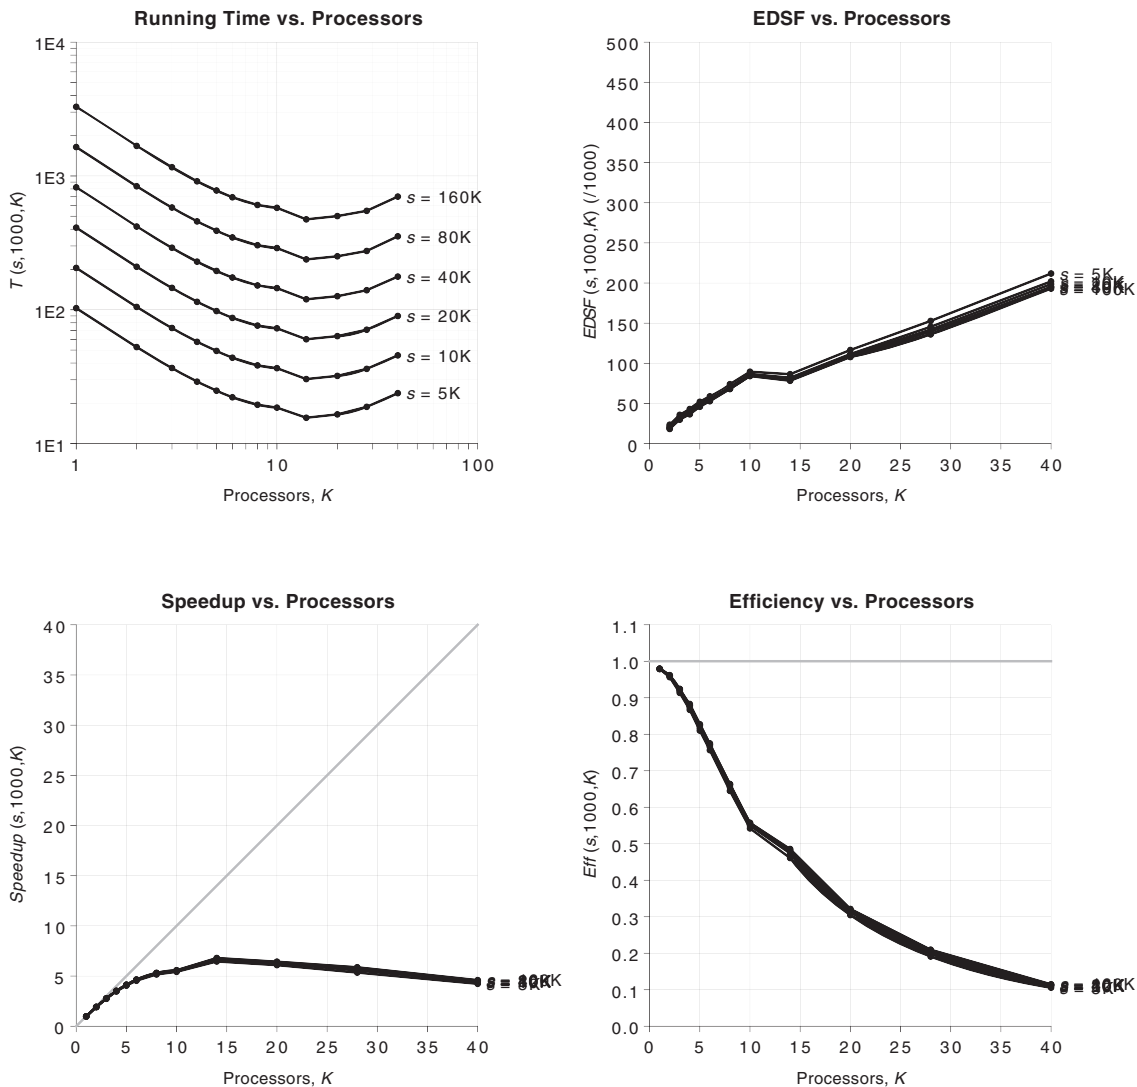 Running Time vs. Processors
1E4
1E3
1E2
1E1
T (s,1000,K)
s = 160K
s = 80K
s = 40K
s = 20K
s = 10K
s = 5K
1 10 100
Processors, K
EDSF vs. Processors
500
450
400
350
300
250
200
150
100
50
0
EDSF (s,1000,K) (/1000)
s = 5K
s = 160K
0 5 10 15 20 25 30 35 40
Processors, K
Speedup vs. Processors
40
35
30
25
20
15
10
5
0
Speedup (s,1000,K)
s = 5K
0 5 10 15 20 25 30 35 40
Processors, K
Efficiency vs. Processors
1.1
1.0
0.9
0.8
0.7
0.6
0.5
0.4
0.3
0.2
0.1
0.0
Eff (s,1000,K)
s = 5K
0 5 10 15 20 25 30 35 40
Processors, K